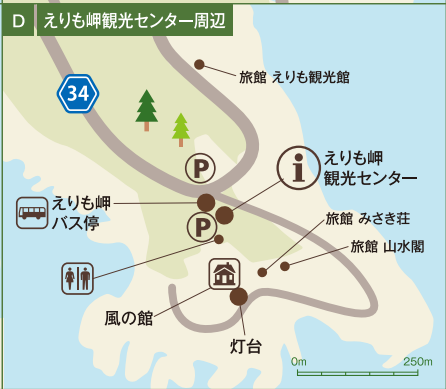 D えりも岬観光センター周辺
旅館 えりも観光館
34
P
えりも岬
観光センター
えりも岬
バス停
P
旅館 みさき荘
旅館 山水閣
風の館
灯台
0m 250m